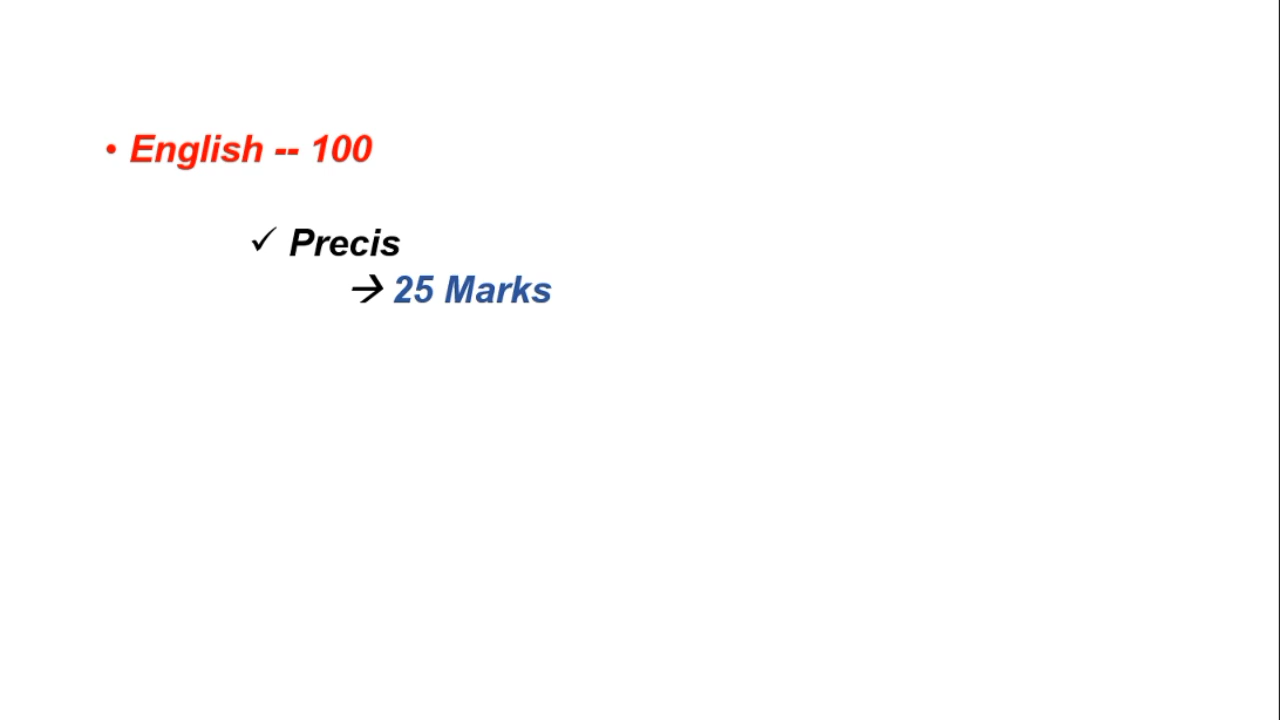 • English -- 100
✓ Precis
→ 25 Marks